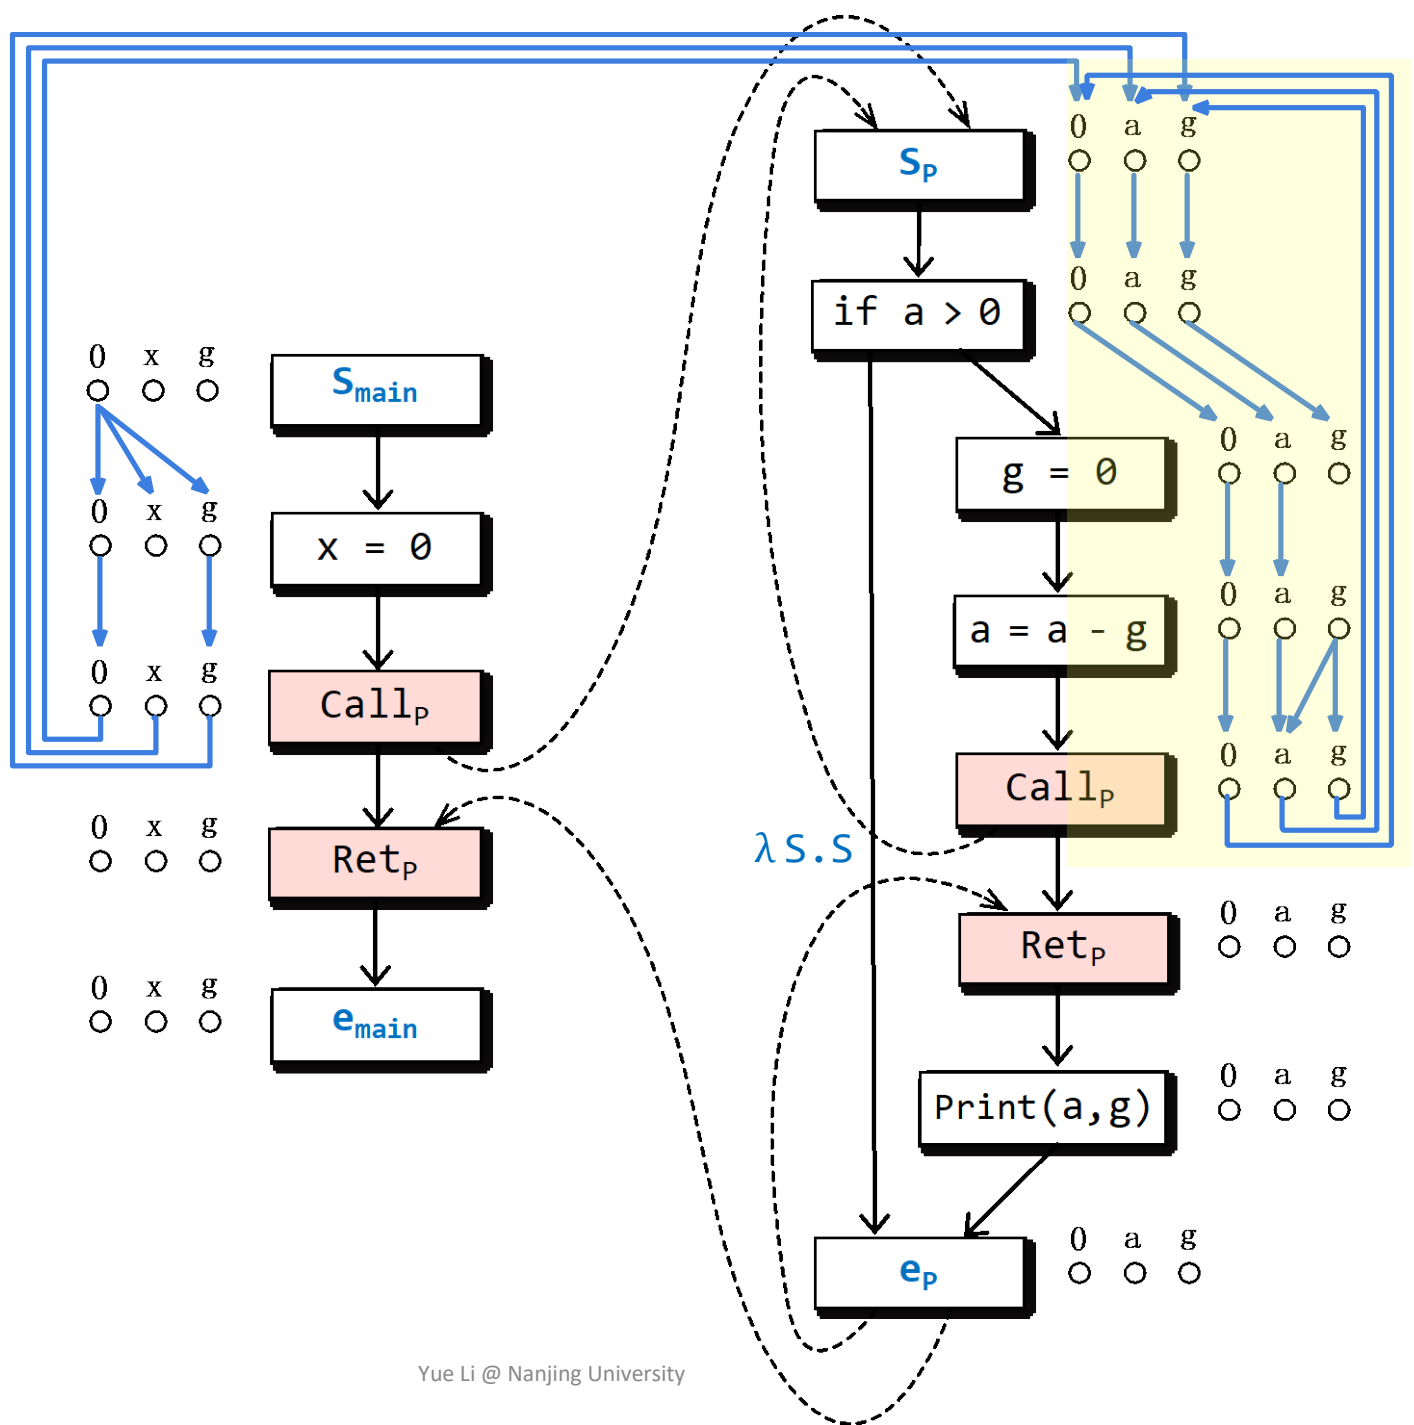 0 a g
S_P
0 a g
if a > 0
0 x g
S_main
0 a g
g = 0
0 x g
x = 0
0 a g
a = a - g
0 x g
Call_P
0 a g
Call_P
λ S.S
0 x g
Ret_P
0 a g
Ret_P
0 x g
e_main
0 a g
Print(a,g)
0 a g
e_P
Yue Li @ Nanjing University